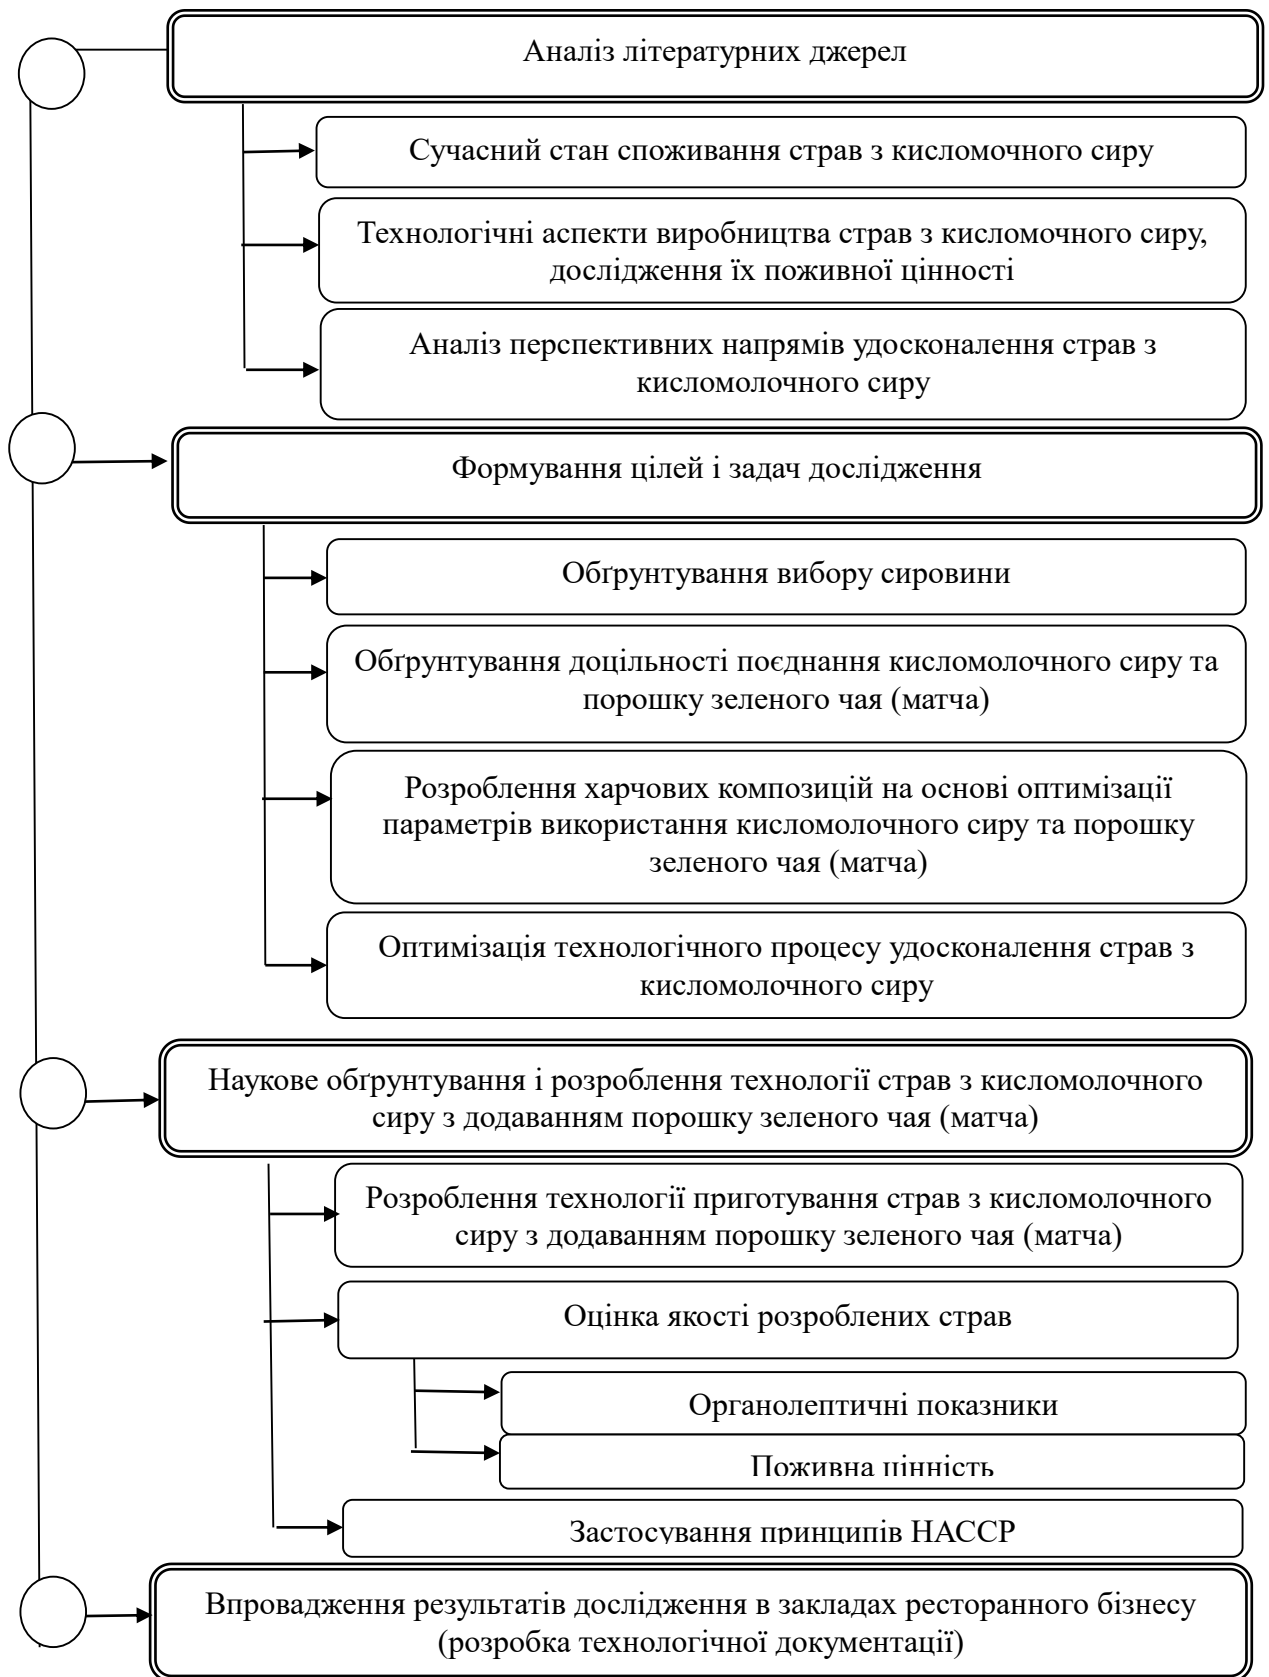 Аналіз літературних джерел
Сучасний стан споживання страв з кисломочного сиру
Технологічні аспекти виробництва страв з кисломочного сиру,
дослідження їх поживної цінності
Аналіз перспективних напрямів удосконалення страв з
кисломолочного сиру
Формування цілей і задач дослідження
Обґрунтування вибору сировини
Обґрунтування доцільності поєднання кисломолочного сиру та
порошку зеленого чая (матча)
Розроблення харчових композицій на основі оптимізації
параметрів використання кисломолочного сиру та порошку
зеленого чая (матча)
Оптимізація технологічного процесу удосконалення страв з
кисломолочного сиру
Наукове обґрунтування і розроблення технології страв з кисломолочного
сиру з додаванням порошку зеленого чая (матча)
Розроблення технології приготування страв з кисломолочного
сиру з додаванням порошку зеленого чая (матча)
Оцінка якості розроблених страв
Органолептичні показники
Поживна цінність
Застосування принципів НАССР
Впровадження результатів дослідження в закладах ресторанного бізнесу
(розробка технологічної документації)